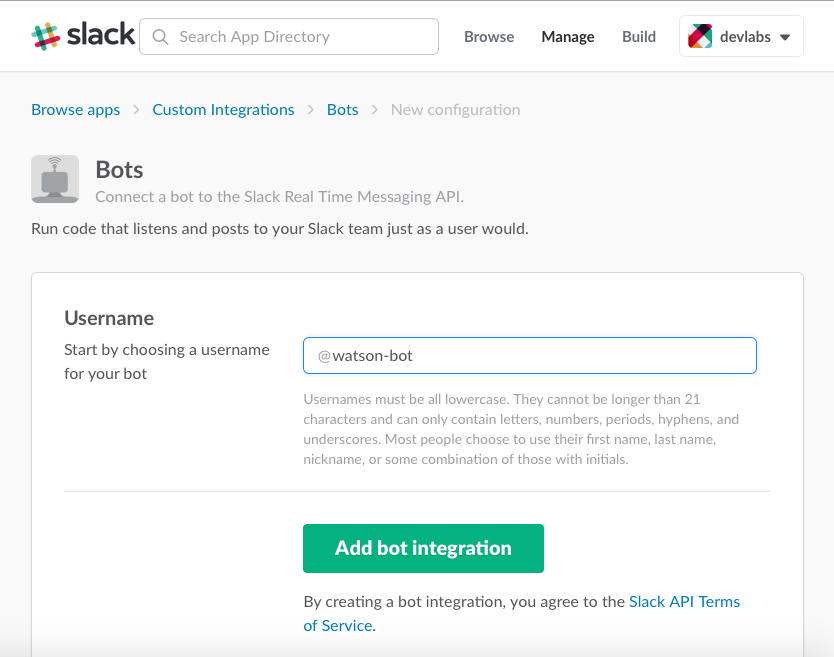 slack Search App Directory Browse Manage Build devlabs
Browse apps > Custom Integrations > Bots > New configuration
Bots
Connect a bot to the Slack Real Time Messaging API.
Run code that listens and posts to your Slack team just as a user would.
Username
Start by choosing a username
for your bot
@watson-bot
Usernames must be all lowercase. They cannot be longer than 21
characters and can only contain letters, numbers, periods, hyphens, and
underscores. Most people choose to use their first name, last name,
nickname, or some combination of those with initials.
Add bot integration
By creating a bot integration, you agree to the Slack API Terms
of Service.